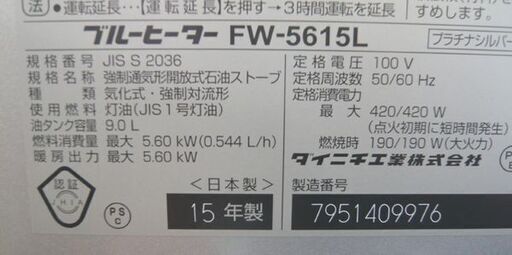 法
●運転延長…【運転延長】を押す→3時間運転を延長
すめします。
ブルーヒーター FW-5615L
プラチナシルバー
規格番号 JIS S 2036
種類 名称 強制通気形開放式石油ストーブ
型式 気化式・強制対流形
使用燃料 灯油(JIS1号灯油)
油タンク容量 9.0 L
燃料消費量 最大 5.60 kW(0.544 L/h)
暖房出力 最大 5.60 kW
定格電圧 100 V
定格周波数 50/60 Hz
定格消費電力
最大 420/420 W
(点火初期に短時間発生)
燃焼時 190/190 W(大火力)
ダイニチ工業株式会社
認証
JHIA
PS
C
<日本製>
15 年製
製造番号
7951409976